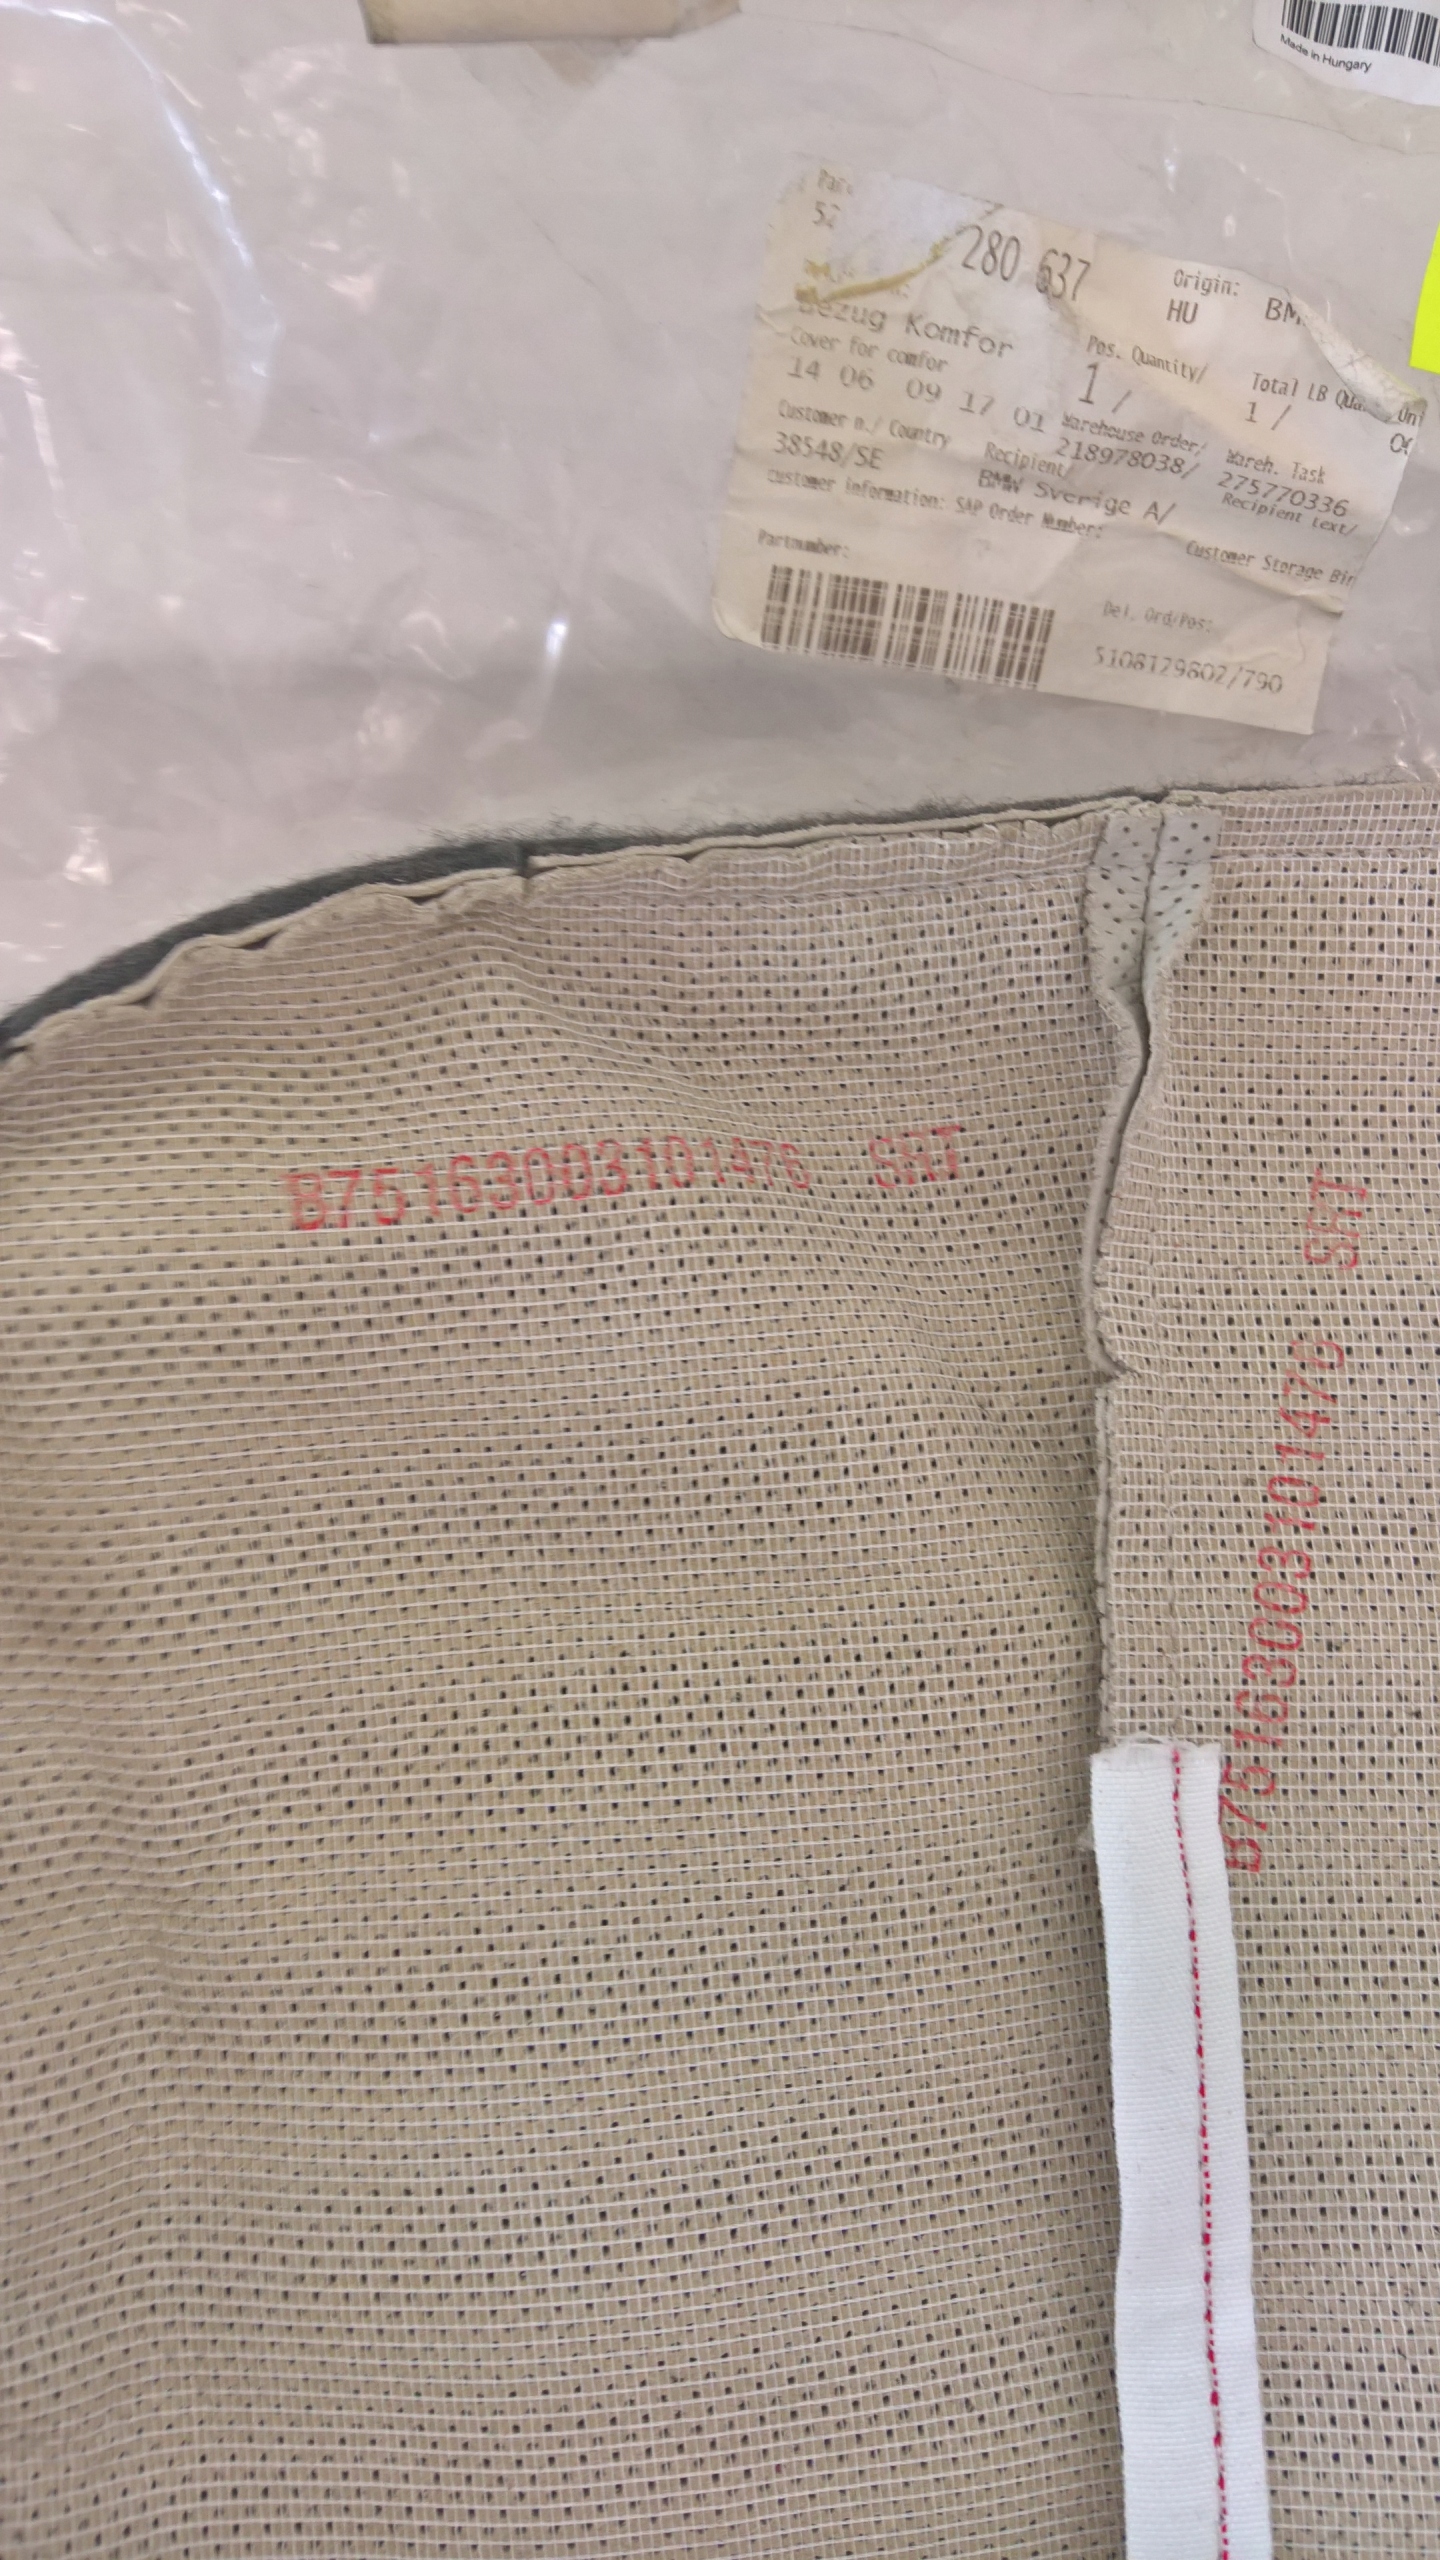 Made in Hungary
52
280 637
Origin:
HU
Bezug Komfor
Cover for comfor
14 06 09 17 01
Pos. Quantity/
1 /
Total LB
1 /
Customer n./ Country
38548/SE
Recipient/
BMW Sverige A/
Warehouse Order/
218978038/
Wareh. Task
275770336
Recipient text/
Customer information: SAP Order Number:
Customer Storage Bin
Partnumber:
Del. Ord/Pos:
5108129802/790
B75163003101476 SRT
B75163003101476 SRT